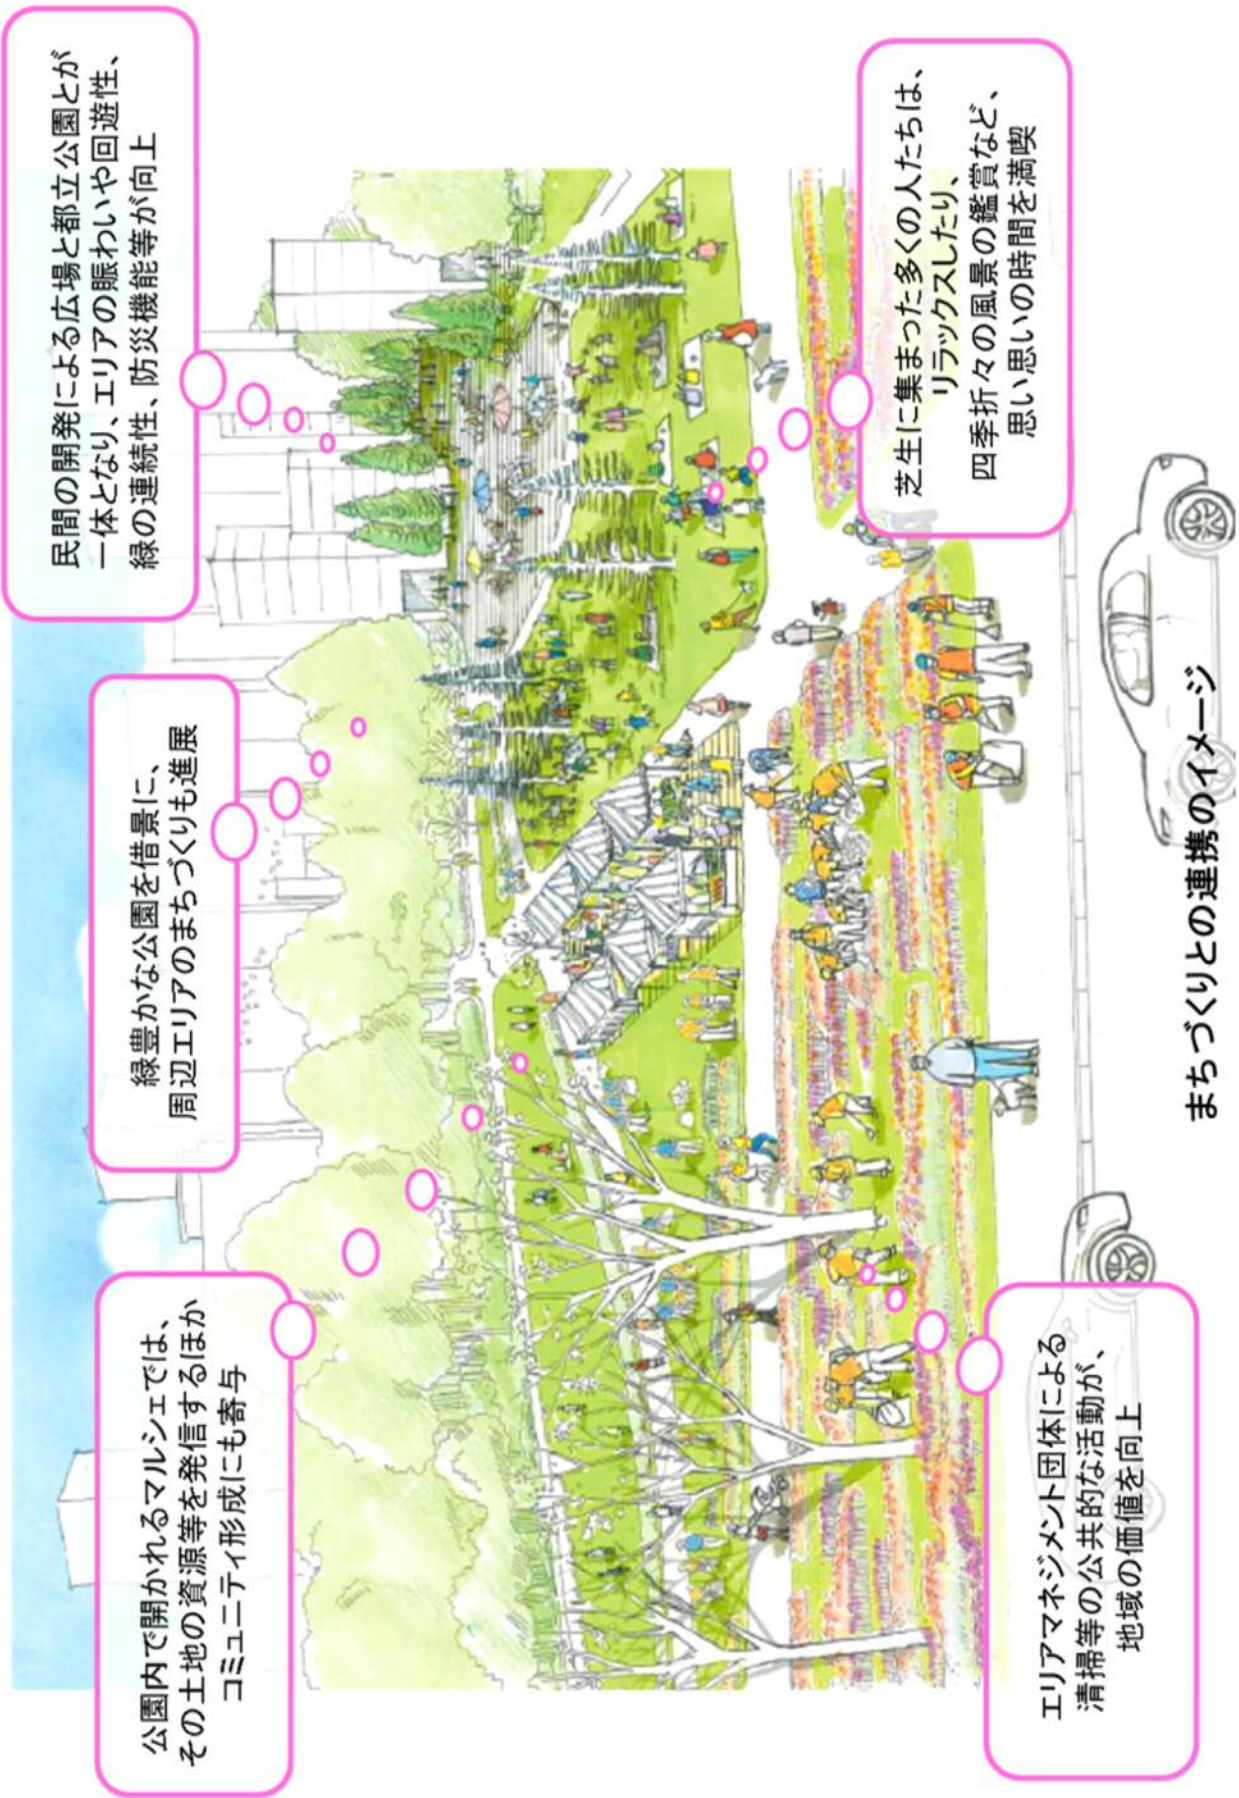 公園内で開かれるマルシェでは、
その土地の資源等を発信するほか
コミュニティ形成にも寄与
緑豊かな公園を借景に、
周辺エリアのまちづくりも進展
民間の開発による広場と都立公園とが
一体となり、エリアの賑わいや回遊性、
緑の連続性、防災機能等が向上
エリアマネジメント団体による
清掃等の公共的な活動が、
地域の価値を向上
芝生に集まった多くの人たちは、
リラックスしたり、
四季折々の風景の鑑賞など、
思い思いの時間を満喫
まちづくりとの連携のイメージ